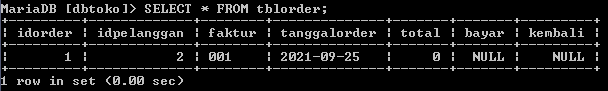 MariaDB [dbtoko]> SELECT * FROM tblorder;
+---------+-------------+--------+--------------+-------+-------+---------+
| idorder | idpelanggan | faktur | tanggalorder | total | bayar | kembali |
+---------+-------------+--------+--------------+-------+-------+---------+
|       1 |           2 | 001    | 2021-09-25   |     0 |  NULL |    NULL |
+---------+-------------+--------+--------------+-------+-------+---------+
1 row in set (0.00 sec)